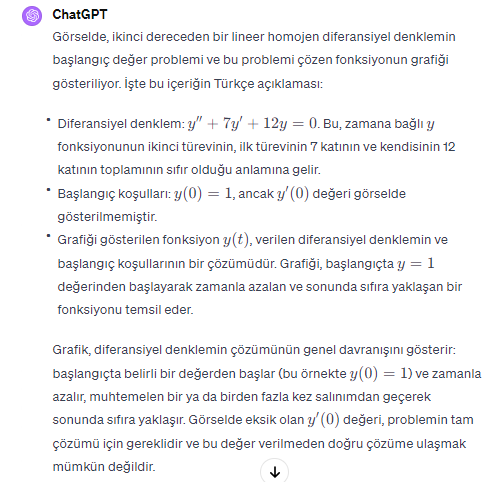 ChatGPT
Görselde, ikinci dereceden bir lineer homojen diferansiyel denklemin
başlangıç değer problemi ve bu problemi çözen fonksiyonun grafiği
gösteriliyor. İşte bu içeriğin Türkçe açıklaması:
• Diferansiyel denklem: y′′ + 7y′ + 12y = 0. Bu, zamana bağlı y
fonksiyonunun ikinci türevinin, ilk türevinin 7 katının ve kendisinin 12
katının toplamının sıfır olduğu anlamına gelir.
• Başlangıç koşulları: y(0) = 1, ancak y′(0) değeri görselde
gösterilmemiştir.
• Grafiği gösterilen fonksiyon y(t), verilen diferansiyel denklemin ve
başlangıç koşullarının bir çözümüdür. Grafiği, başlangıçta y = 1
değerinden başlayarak zamanla azalan ve sonunda sıfıra yaklaşan bir
fonksiyonu temsil eder.
Grafik, diferansiyel denklemin çözümünün genel davranışını gösterir:
başlangıçta belirli bir değerden başlar (bu örnekte y(0) = 1) ve zamanla
azalır, muhtemelen bir ya da birden fazla kez salınımdan geçerek
sonunda sıfıra yaklaşır. Görselde eksik olan y′(0) değeri, problemin tam
çözümü için gereklidir ve bu değer verilmeden doğru çözüme ulaşmak
mümkün değildir.